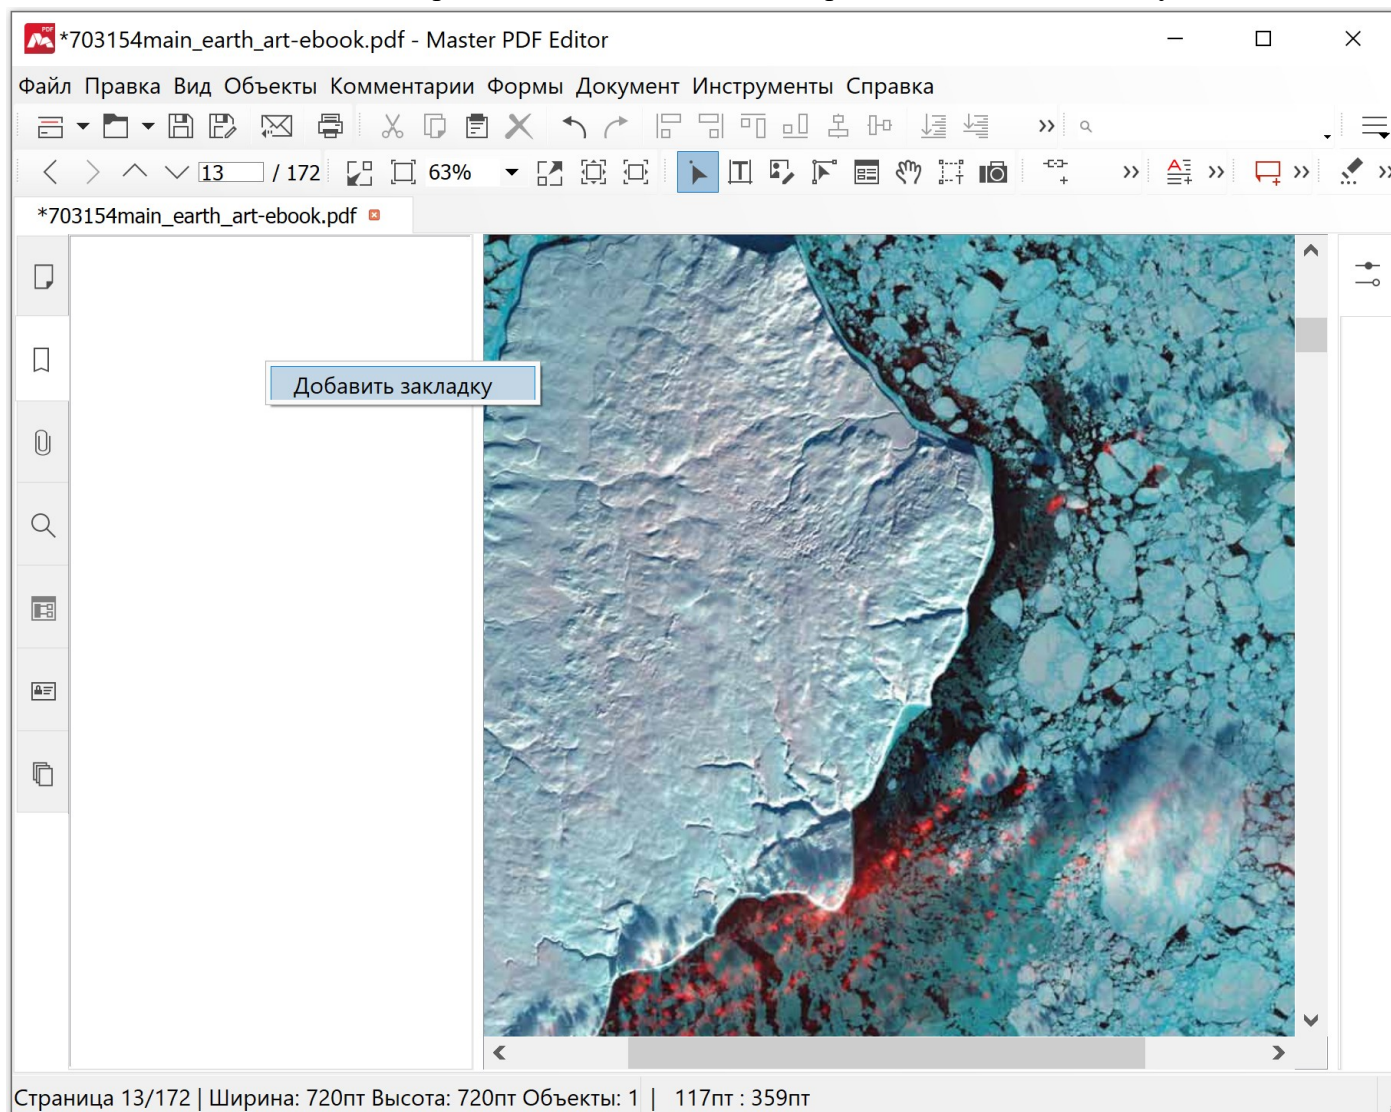 *703154main_earth_art-ebook.pdf - Master PDF Editor
Файл Правка Вид Объекты Комментарии Формы Документ Инструменты Справка
13 / 172 63%
*703154main_earth_art-ebook.pdf
Добавить закладку
Страница 13/172 | Ширина: 720пт Высота: 720пт Объекты: 1 | 117пт : 359пт